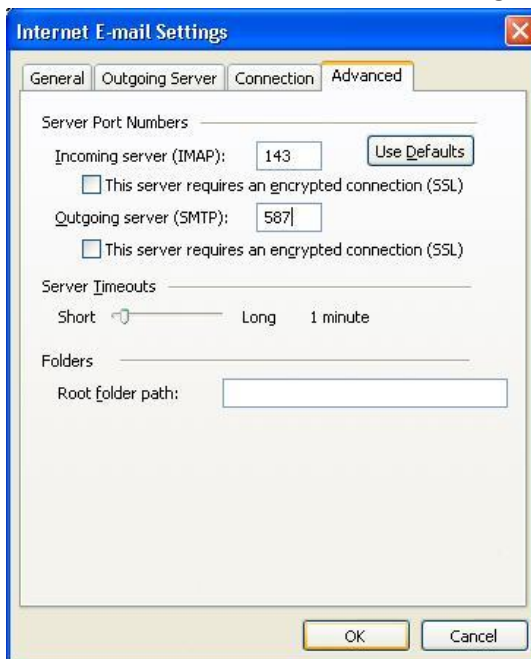 Internet E-mail Settings
General Outgoing Server Connection Advanced
Server Port Numbers
Incoming server (IMAP): 143 Use Defaults
This server requires an encrypted connection (SSL)
Outgoing server (SMTP): 587
This server requires an encrypted connection (SSL)
Server Timeouts
Short Long 1 minute
Folders
Root folder path:
OK Cancel